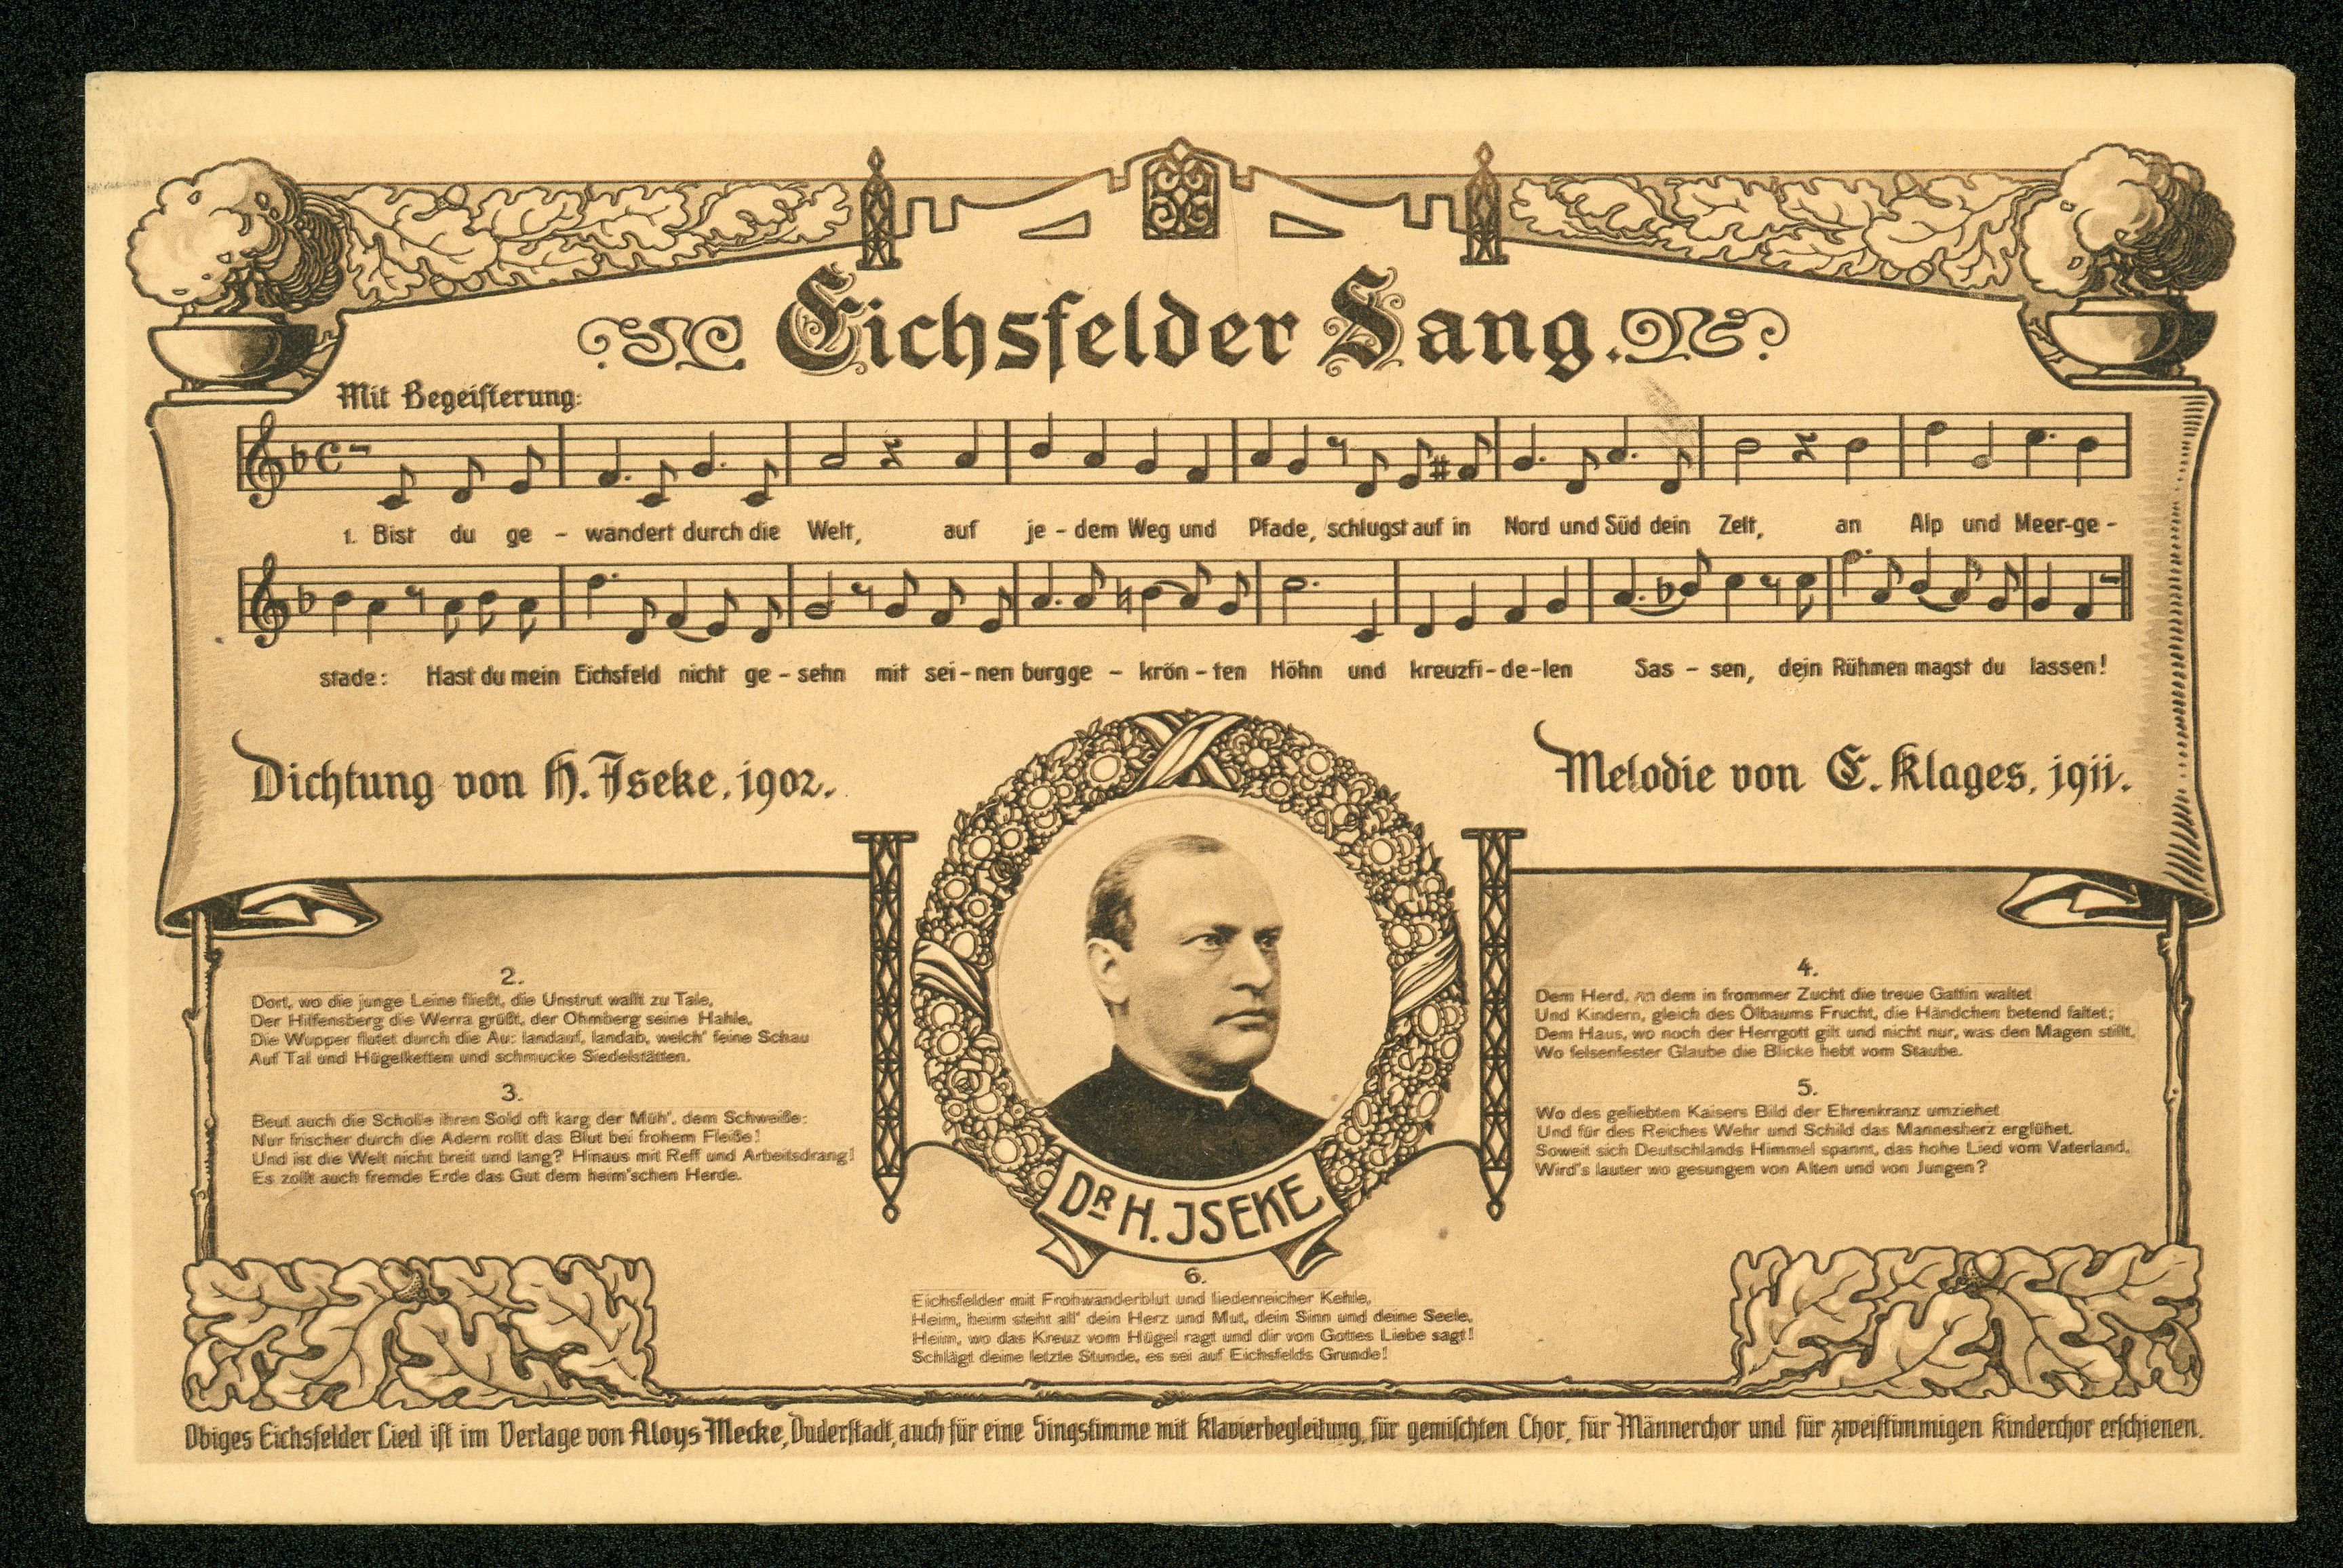 Eichsfelder Sang.
Mit Begeisterung:
1. Bist du ge - wandert durch die Welt, auf je - dem Weg und Pfade, schlugst auf in Nord und Süd dein Zelt, an Alp und Meer-ge -
stade: Hast du mein Eichsfeld nicht ge - sehn mit sei - nen burgge - krön - ten Höhn und kreuzfi - de - len Sas - sen, dein Rühmen magst du lassen!
Dichtung von H. Iseke, 1902.
Melodie von E. Klages, 1911.
2.
Dort, wo die junge Leine fließt, die Unstrut wallt zu Tale,
Der Hilfensberg die Werra grüßt, der Ohmberg seine Hahle,
Die Wupper flutet durch die Au: landauf, landab, welch' feine Schau
Auf Tal und Hügelketten und schmucke Siedelstätten.
3.
Beut auch die Scholle ihren Sold oft karg der Müh', dem Schweiße:
Nur frischer durch die Adern rollt das Blut bei frohem Fleiße!
Und ist die Welt nicht breit und lang? Hinaus mit Reff und Arbeitsdrang!
Es zollt auch fremde Erde das Gut dem heim'schen Herde.
4.
Dem Herd, an dem in frommer Zucht die treue Gattin waltet
Und Kindern, gleich des Ölbaums Frucht, die Händchen betend faltet;
Dem Haus, wo noch der Herrgott gilt und nicht nur, was den Magen stillt,
Wo felsenfester Glaube die Blicke hebt vom Staube.
5.
Wo des geliebten Kaisers Bild der Ehrenkranz umziehet
Und für des Reiches Wehr und Schild das Mannesherz erglühet.
Soweit sich Deutschlands Himmel spannt, das hohe Lied vom Vaterland,
Wird's lauter wo gesungen von Alten und von Jungen?
DR H. ISEKE
6.
Eichsfelder mit Frohwanderblut und liederreicher Kehle,
Heim, heim steht all' dein Herz und Mut, dein Sinn und deine Seele,
Heim, wo das Kreuz vom Hügel ragt und dir von Gottes Liebe sagt!
Schlägt deine letzte Stunde, es sei auf Eichsfelds Grunde!
Obiges Eichsfelder Lied ist im Verlage von Aloys Mecke, Duderstadt, auch für eine Singstimme mit Klavierbegleitung, für gemischten Chor, für Männerchor und für zweistimmigen Kinderchor erschienen.